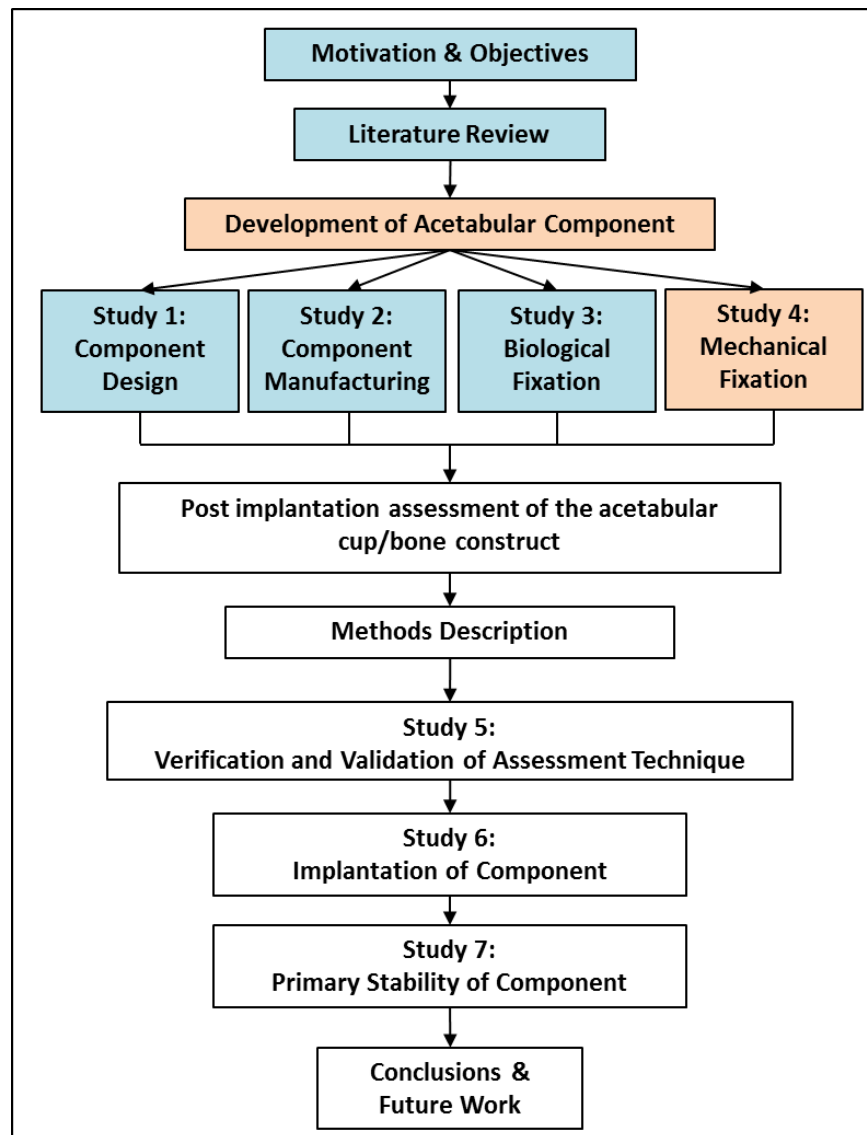 Motivation & Objectives
Literature Review
Development of Acetabular Component
Study 1:
Component
Design
Study 2:
Component
Manufacturing
Study 3:
Biological
Fixation
Study 4:
Mechanical
Fixation
Post implantation assessment of the acetabular
cup/bone construct
Methods Description
Study 5:
Verification and Validation of Assessment Technique
Study 6:
Implantation of Component
Study 7:
Primary Stability of Component
Conclusions &
Future Work